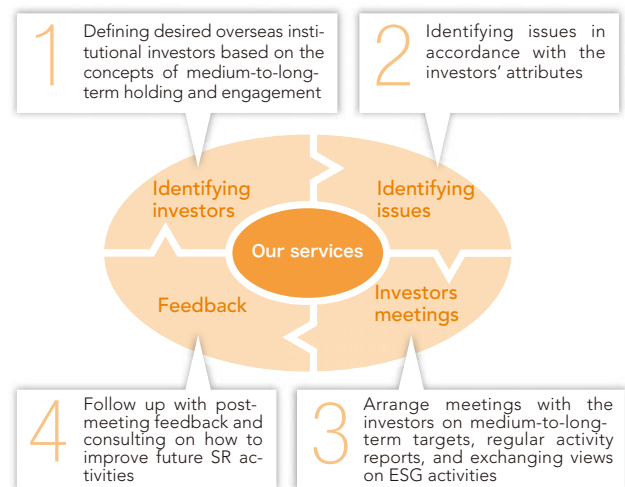 1
Defining desired overseas insti-
tutional investors based on the
concepts of medium-to-long-
term holding and engagement
2
Identifying issues in
accordance with the
investors’ attributes
Identifying
investors
Identifying
issues
Our services
Feedback
Investors
meetings
4
Follow up with post-
meeting feedback and
consulting on how to
improve future SR ac-
tivities
3
Arrange meetings with the
investors on medium-to-long-
term targets, regular activity
reports, and exchanging views
on ESG activities